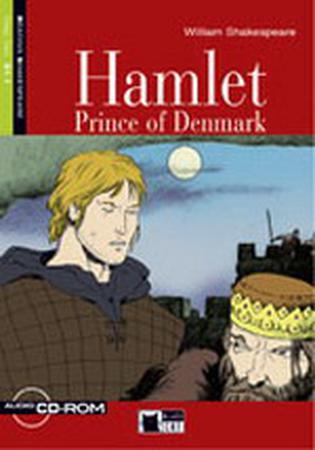 William Shakespeare
Hamlet
Prince of Denmark
AUDIO CD-ROM